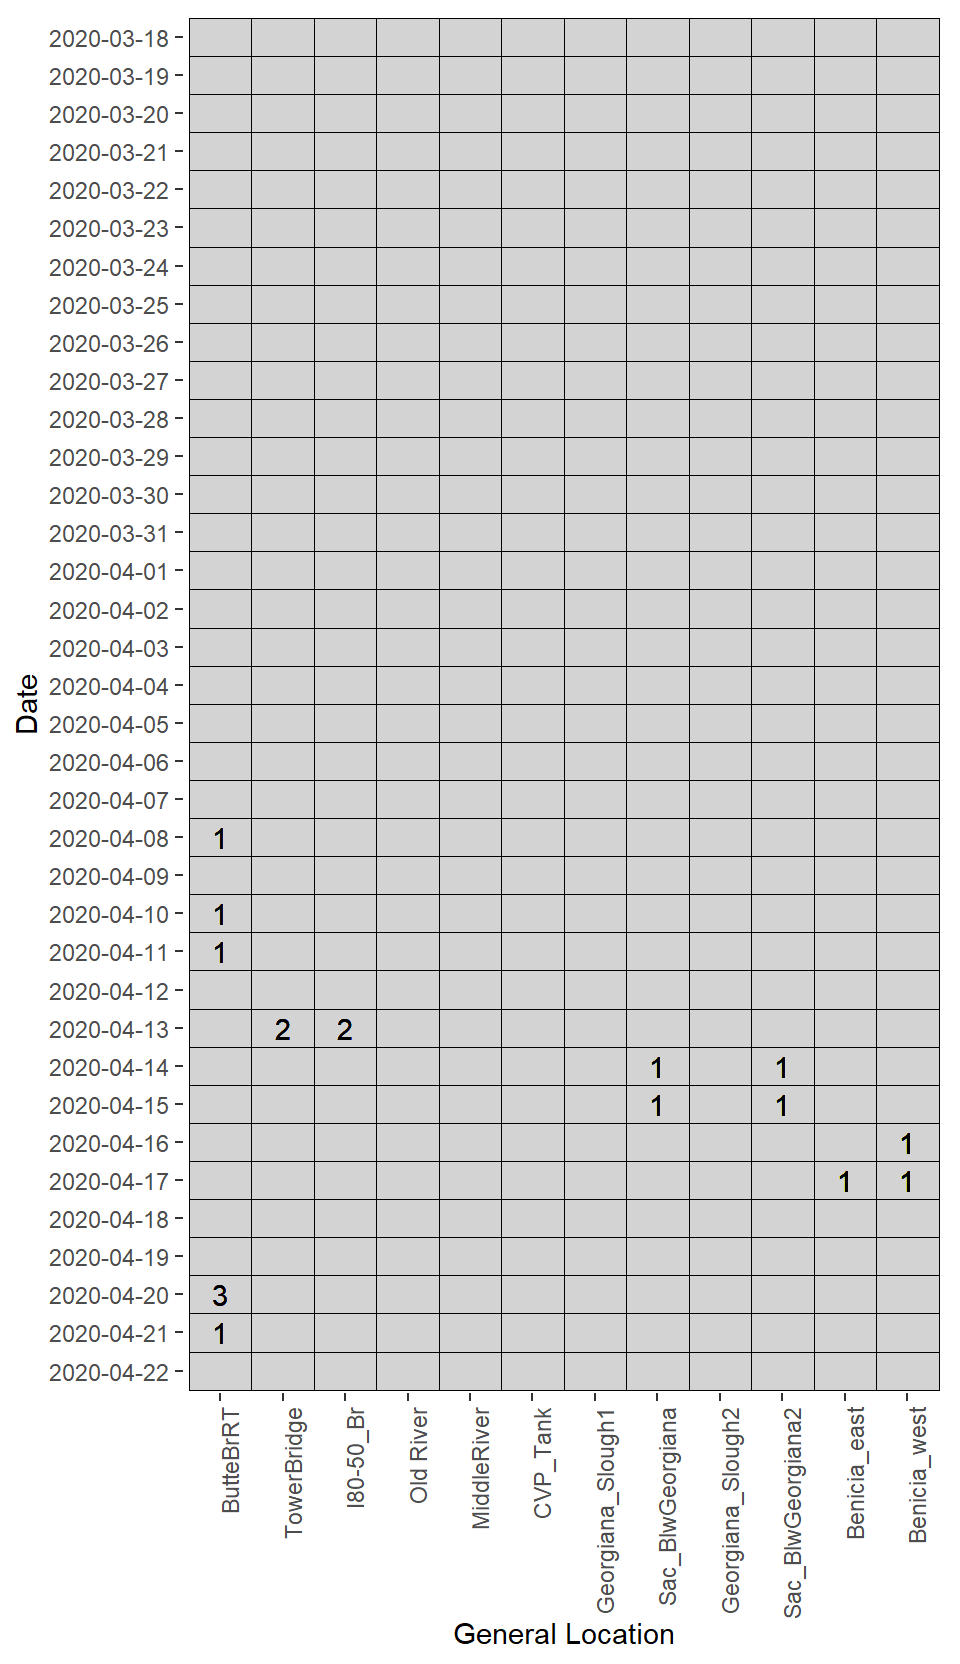 2020-03-18
2020-03-19
2020-03-20
2020-03-21
2020-03-22
2020-03-23
2020-03-24
2020-03-25
2020-03-26
2020-03-27
2020-03-28
2020-03-29
2020-03-30
2020-03-31
2020-04-01
2020-04-02
2020-04-03
2020-04-04
2020-04-05
2020-04-06
2020-04-07
2020-04-08 1
2020-04-09
2020-04-10 1
2020-04-11 1
2020-04-12
2020-04-13 2 2
2020-04-14 1 1
2020-04-15 1 1
2020-04-16 1
2020-04-17 1 1
2020-04-18
2020-04-19
2020-04-20 3
2020-04-21 1
2020-04-22
Date
ButteBrRT
TowerBridge
I80-50_Br
Old River
MiddleRiver
CVP_Tank
Georgiana_Slough1
Sac_BlwGeorgiana
Georgiana_Slough2
Sac_BlwGeorgiana2
Benicia_east
Benicia_west
General Location